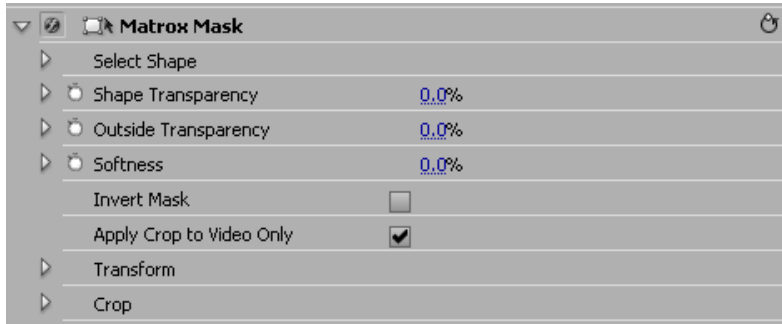 Matrox Mask
Select Shape
Shape Transparency 0.0%
Outside Transparency 0.0%
Softness 0.0%
Invert Mask
Apply Crop to Video Only
Transform
Crop